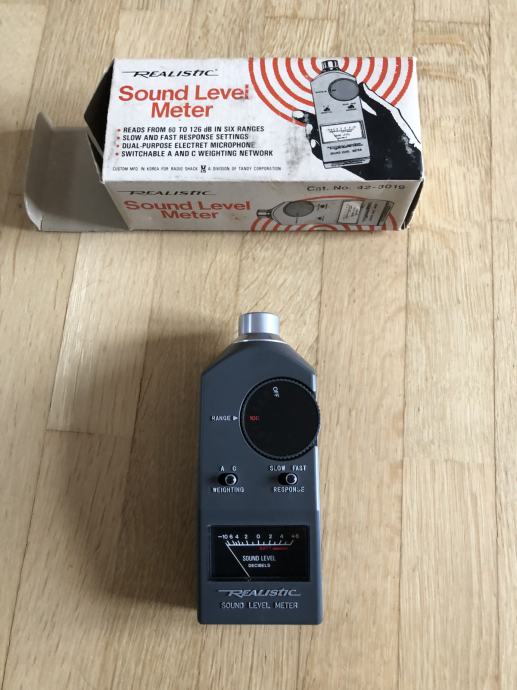 REALISTIC
Sound Level
Meter
• READS FROM 60 TO 126 dB IN SIX RANGES
• SLOW AND FAST RESPONSE SETTINGS
• DUAL-PURPOSE ELECTRET MICROPHONE
• SWITCHABLE A AND C WEIGHTING NETWORK
CUSTOM MFD. IN KOREA FOR RADIO SHACK A DIVISION OF TANDY CORPORATION
REALISTIC
Cat. No. 42-3019
Sound Level
Meter
OFF
RANGE
100
A C
WEIGHTING
SLOW FAST
RESPONSE
-10 6 4 2 0 2 4 +6
SOUND LEVEL
DECIBELS
REALISTIC
SOUND LEVEL METER